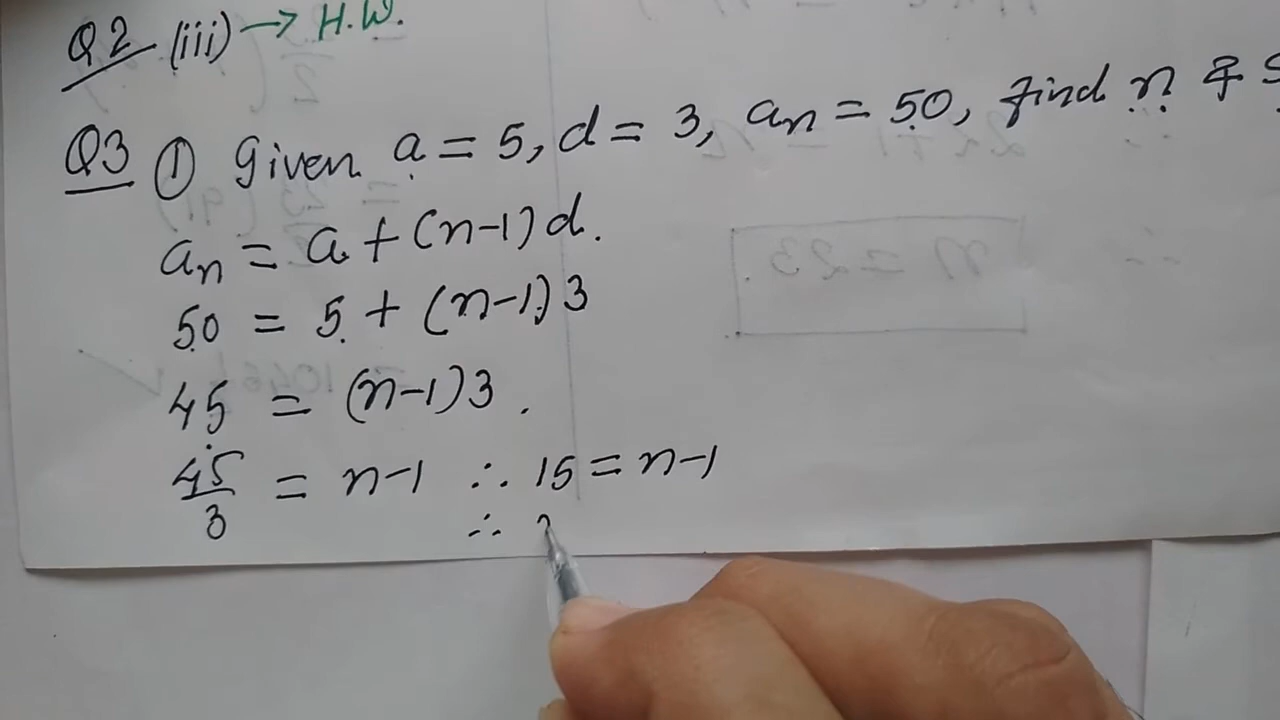 Q2 (iii) → H.W.
Q3 ① Given a = 5, d = 3, an = 50, find n & S
an = a + (n-1)d.
50 = 5 + (n-1)3
45 = (n-1)3.
45/3 = n-1 ∴ 15 = n-1
∴